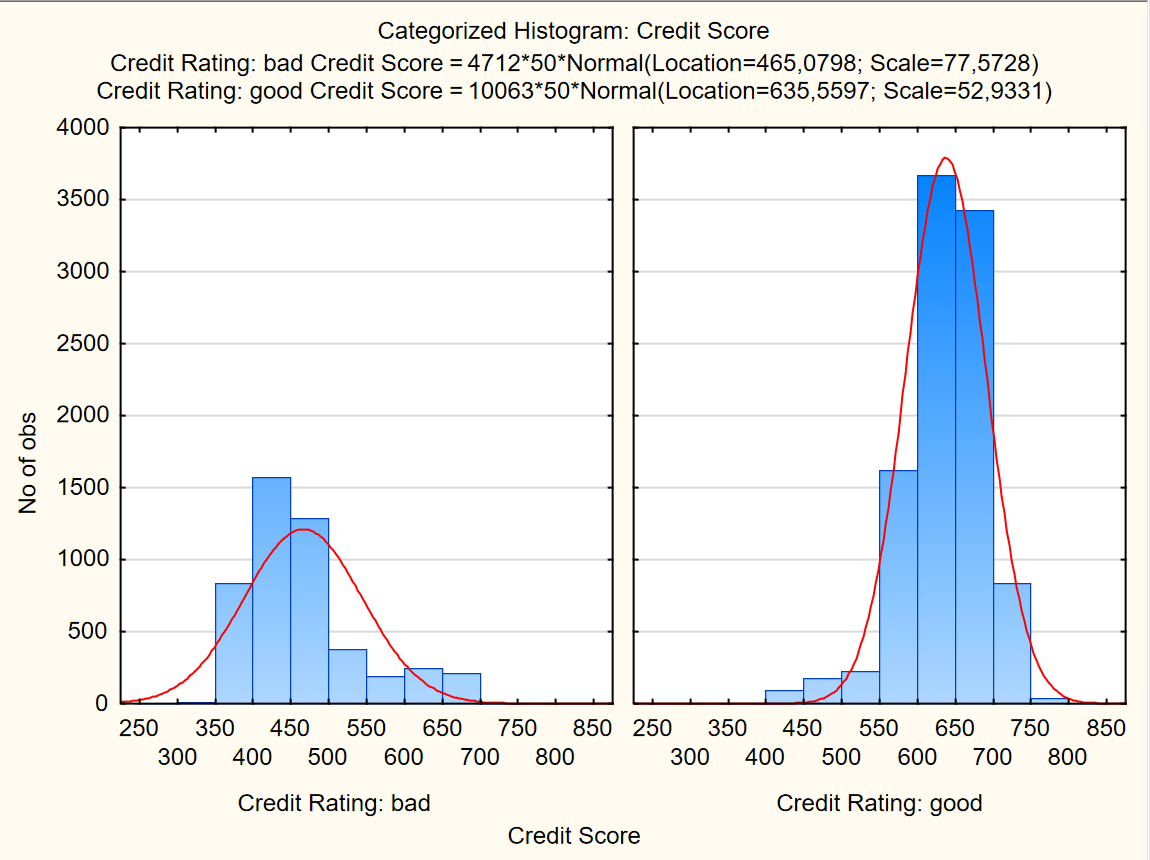 Categorized Histogram: Credit Score
Credit Rating: bad Credit Score = 4712*50*Normal(Location=465,0798; Scale=77,5728)
Credit Rating: good Credit Score = 10063*50*Normal(Location=635,5597; Scale=52,9331)
4000
3500
3000
2500
2000
1500
1000
500
0
No of obs
250 350 450 550 650 750 850
300 400 500 600 700 800
Credit Rating: bad
250 350 450 550 650 750 850
300 400 500 600 700 800
Credit Rating: good
Credit Score